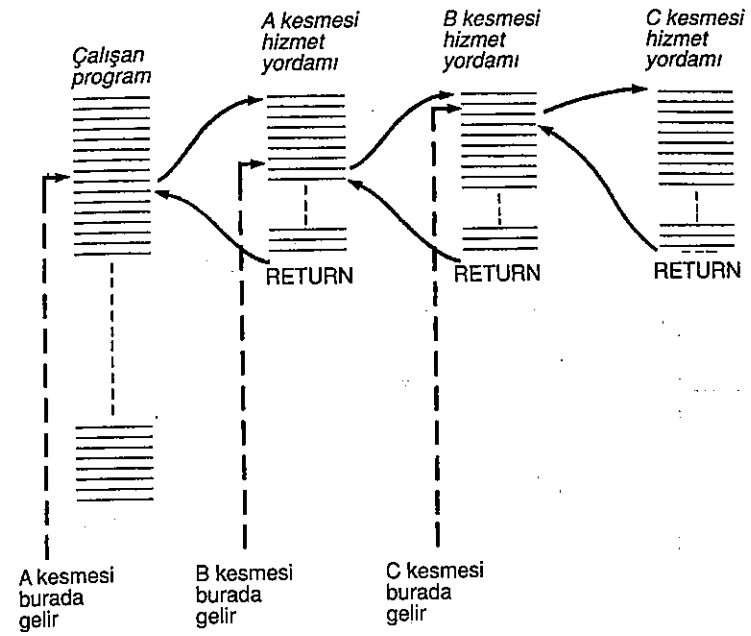 Çalışan
program
A kesmesi
hizmet
yordamı
B kesmesi
hizmet
yordamı
C kesmesi
hizmet
yordamı
RETURN
RETURN
RETURN
A kesmesi
burada
gelir
B kesmesi
burada
gelir
C kesmesi
burada
gelir